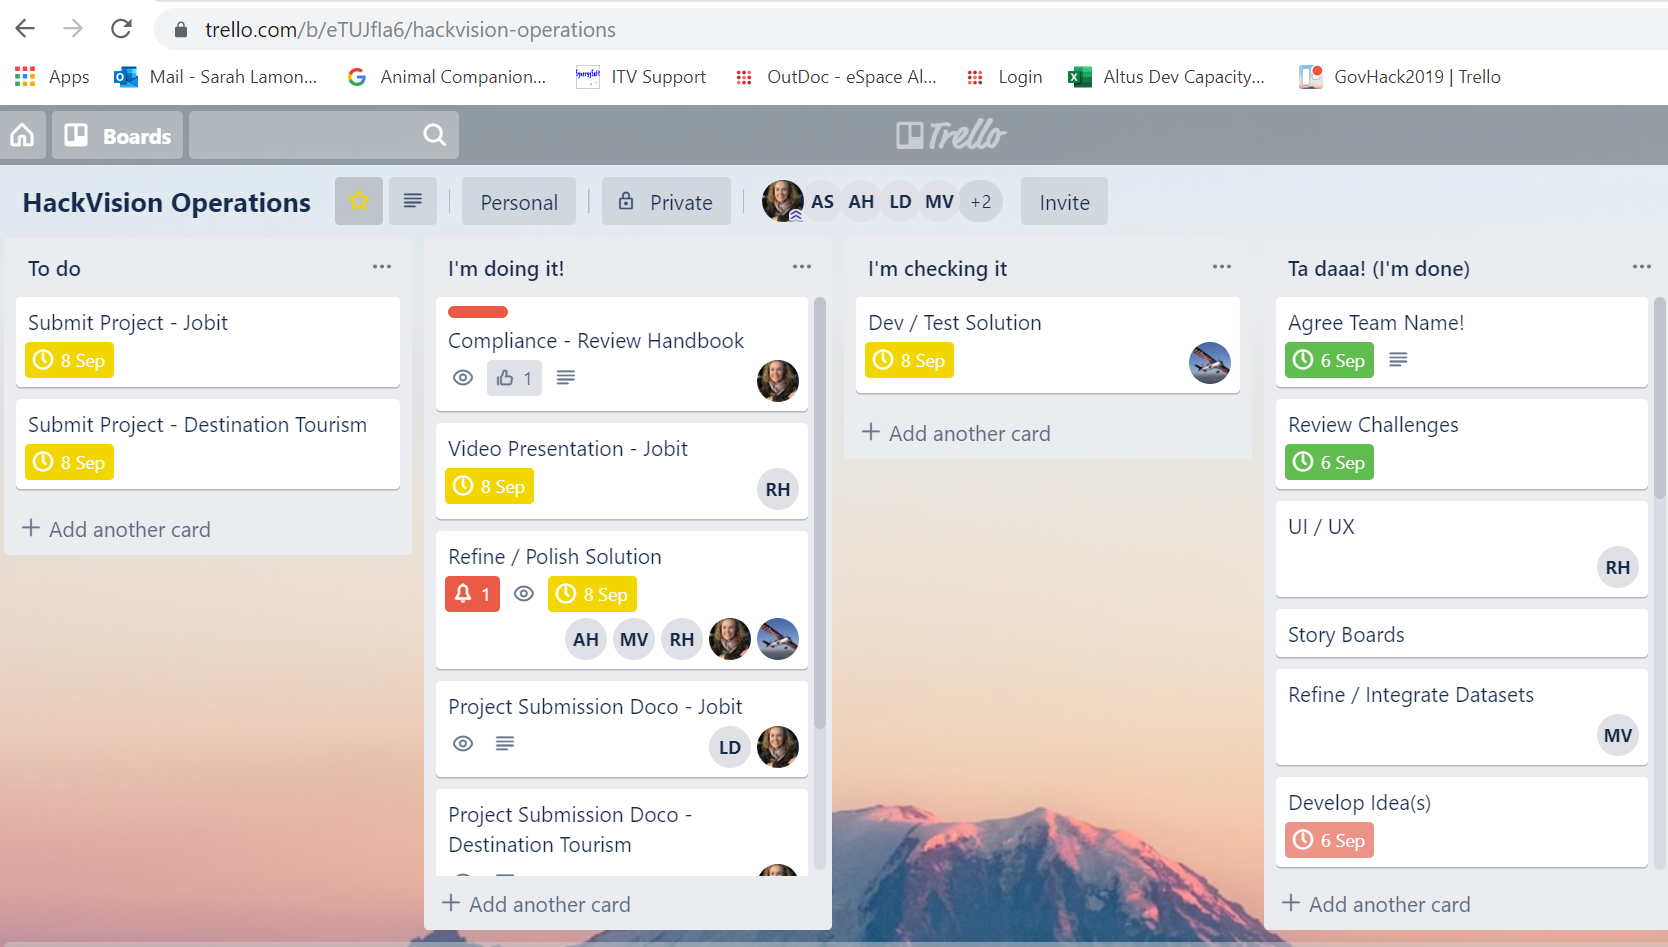 trello.com/b/eTUJfIa6/hackvision-operations
Apps
Mail - Sarah Lamon...
Animal Companion...
ITV Support
OutDoc - eSpace Al...
Login
Altus Dev Capacity...
GovHack2019 | Trello
Boards
Trello
HackVision Operations
Personal
Private
AS
AH
LD
MV
+2
Invite
To do
Submit Project - Jobit
8 Sep
Submit Project - Destination Tourism
8 Sep
+ Add another card
I'm doing it!
Compliance - Review Handbook
1
Video Presentation - Jobit
8 Sep
RH
Refine / Polish Solution
1
8 Sep
AH
MV
RH
Project Submission Doco - Jobit
LD
Project Submission Doco -
Destination Tourism
+ Add another card
I'm checking it
Dev / Test Solution
8 Sep
+ Add another card
Ta daaa! (I'm done)
Agree Team Name!
6 Sep
Review Challenges
6 Sep
UI / UX
RH
Story Boards
Refine / Integrate Datasets
MV
Develop Idea(s)
6 Sep
+ Add another card